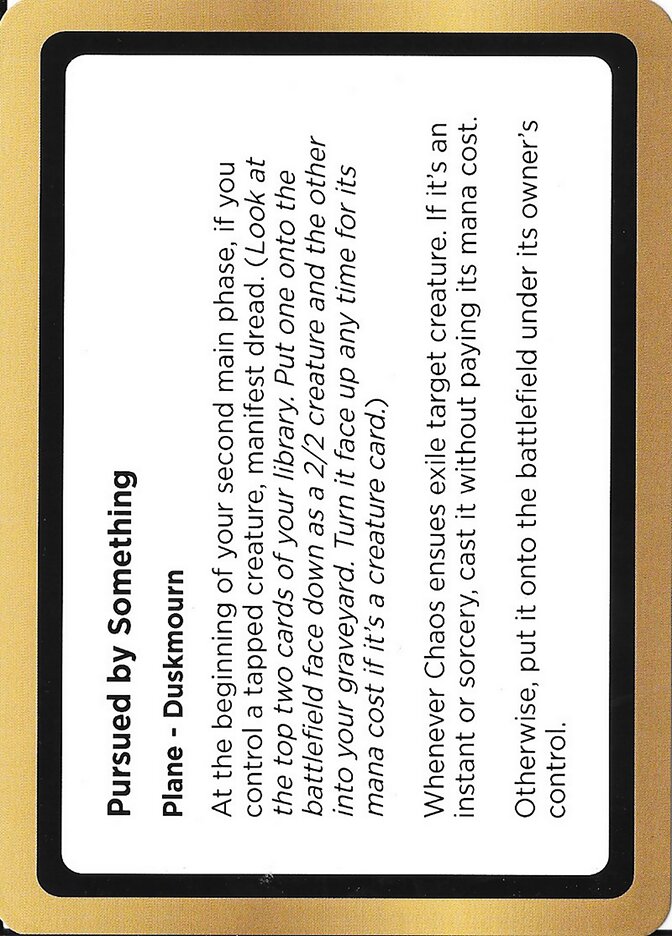 Pursued by Something
Plane - Duskmourn
At the beginning of your second main phase, if you
control a tapped creature, manifest dread. (Look at
the top two cards of your library. Put one onto the
battlefield face down as a 2/2 creature and the other
into your graveyard. Turn it face up any time for its
mana cost if it's a creature card.)
Whenever Chaos ensues exile target creature. If it's an
instant or sorcery, cast it without paying its mana cost.
Otherwise, put it onto the battlefield under its owner's
control.